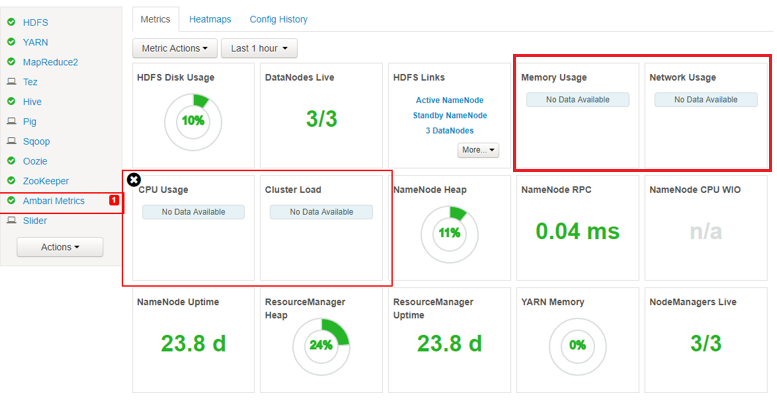 HDFS
YARN
MapReduce2
Tez
Hive
Pig
Sqoop
Oozie
ZooKeeper
Ambari Metrics 1
Slider
Actions
Metrics Heatmaps Config History
Metric Actions Last 1 hour
HDFS Disk Usage
10%
DataNodes Live
3/3
HDFS Links
Active NameNode
Standby NameNode
3 DataNodes
More...
Memory Usage
No Data Available
Network Usage
No Data Available
CPU Usage
No Data Available
Cluster Load
No Data Available
NameNode Heap
11%
NameNode RPC
0.04 ms
NameNode CPU WIO
n/a
NameNode Uptime
23.8 d
ResourceManager
Heap
24%
ResourceManager
Uptime
23.8 d
YARN Memory
0%
NodeManagers Live
3/3